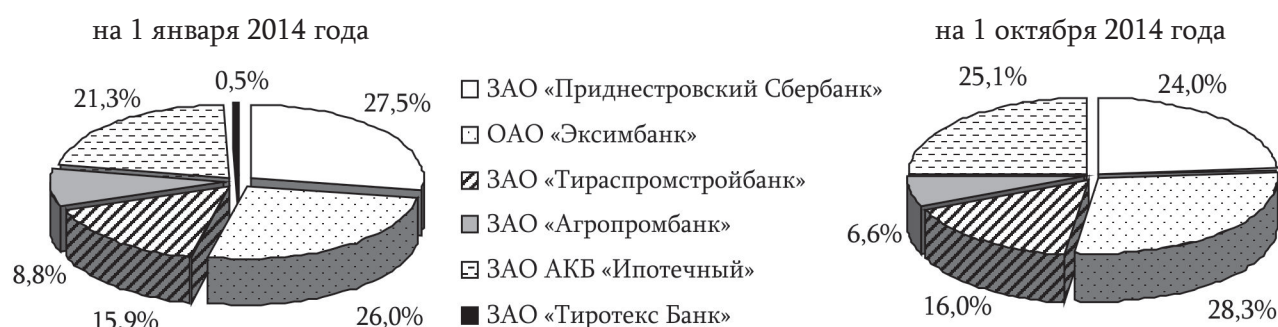 на 1 января 2014 года
0,5%
21,3%
27,5%
8,8%
15,9%
26,0%
ЗАО «Приднестровский Сбербанк»
ОАО «Эксимбанк»
ЗАО «Тираспромстройбанк»
ЗАО «Агропромбанк»
ЗАО АКБ «Ипотечный»
ЗАО «Тиротекс Банк»
на 1 октября 2014 года
25,1%
24,0%
6,6%
16,0%
28,3%